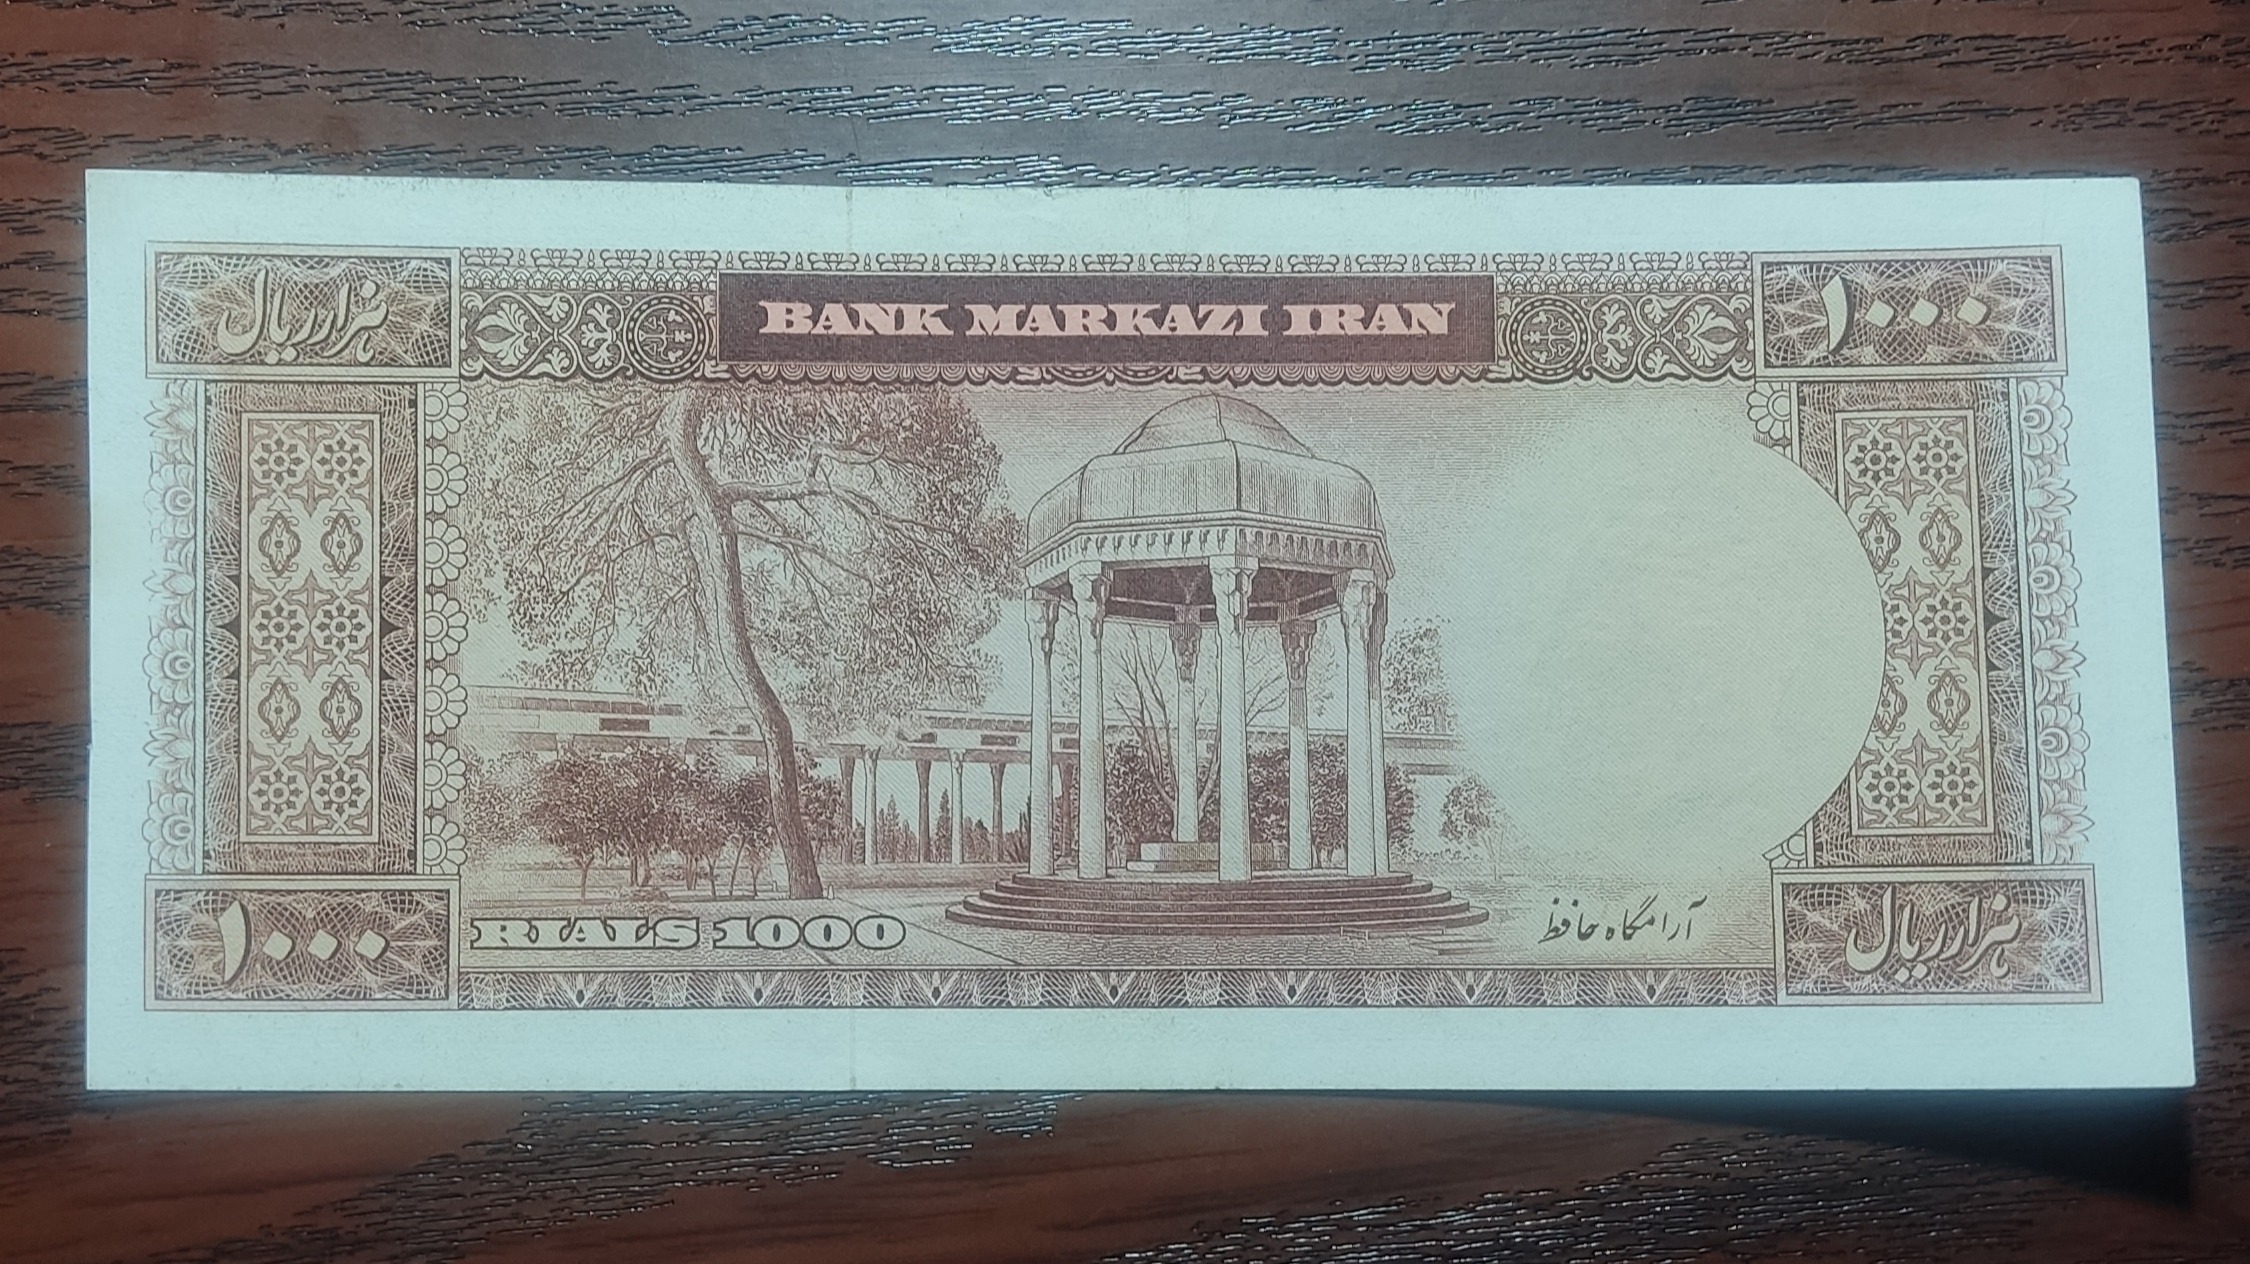 BANK MARKAZI IRAN
هزار ریال
۱۰۰۰
۱۰۰۰
RIALS 1000
آرامگاه حافظ
هزار ریال